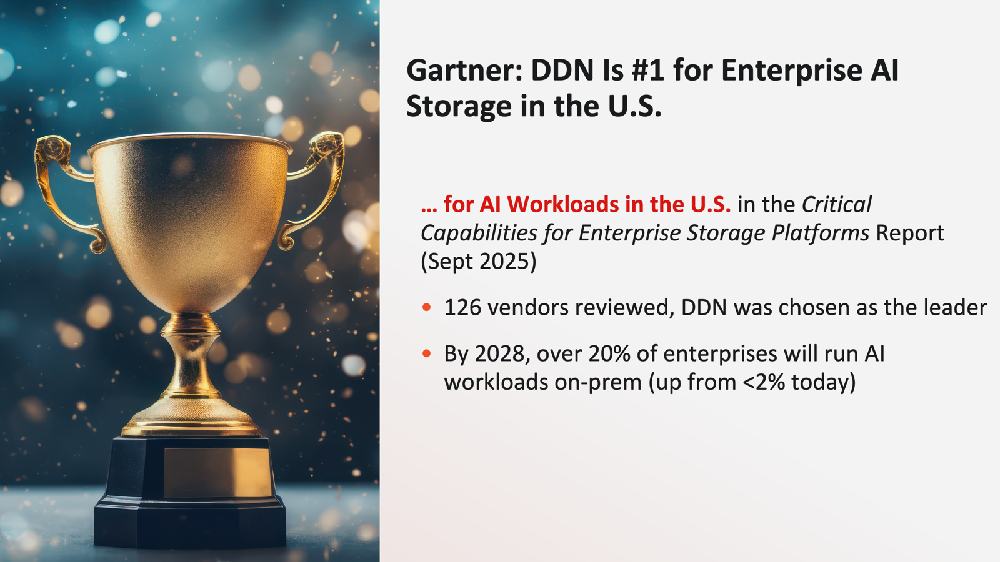 Gartner: DDN Is #1 for Enterprise AI
Storage in the U.S.
… for AI Workloads in the U.S. in the Critical
Capabilities for Enterprise Storage Platforms Report
(Sept 2025)
• 126 vendors reviewed, DDN was chosen as the leader
• By 2028, over 20% of enterprises will run AI
workloads on-prem (up from <2% today)